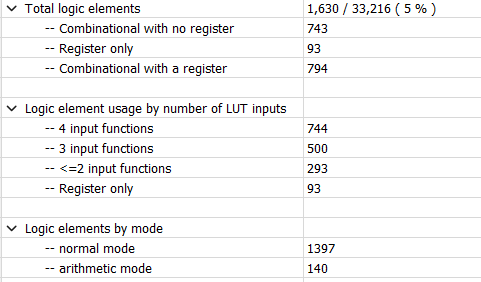 Total logic elements 1,630 / 33,216 ( 5 % )
-- Combinational with no register 743
-- Register only 93
-- Combinational with a register 794
Logic element usage by number of LUT inputs
-- 4 input functions 744
-- 3 input functions 500
-- <=2 input functions 293
-- Register only 93
Logic elements by mode
-- normal mode 1397
-- arithmetic mode 140